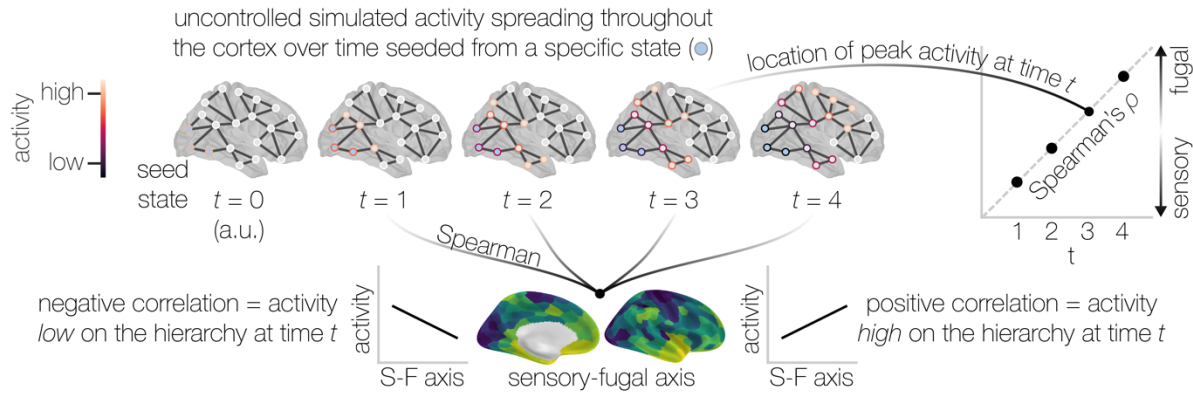 uncontrolled simulated activity spreading throughout
the cortex over time seeded from a specific state ( )
activity
high
low
seed
state
t = 0
(a.u.)
t = 1
t = 2
t = 3
t = 4
location of peak activity at time t
Spearman's ρ
1 2 3 4
t
fugal
sensory
Spearman
negative correlation = activity
low on the hierarchy at time t
activity
S-F axis
sensory-fugal axis
activity
S-F axis
positive correlation = activity
high on the hierarchy at time t